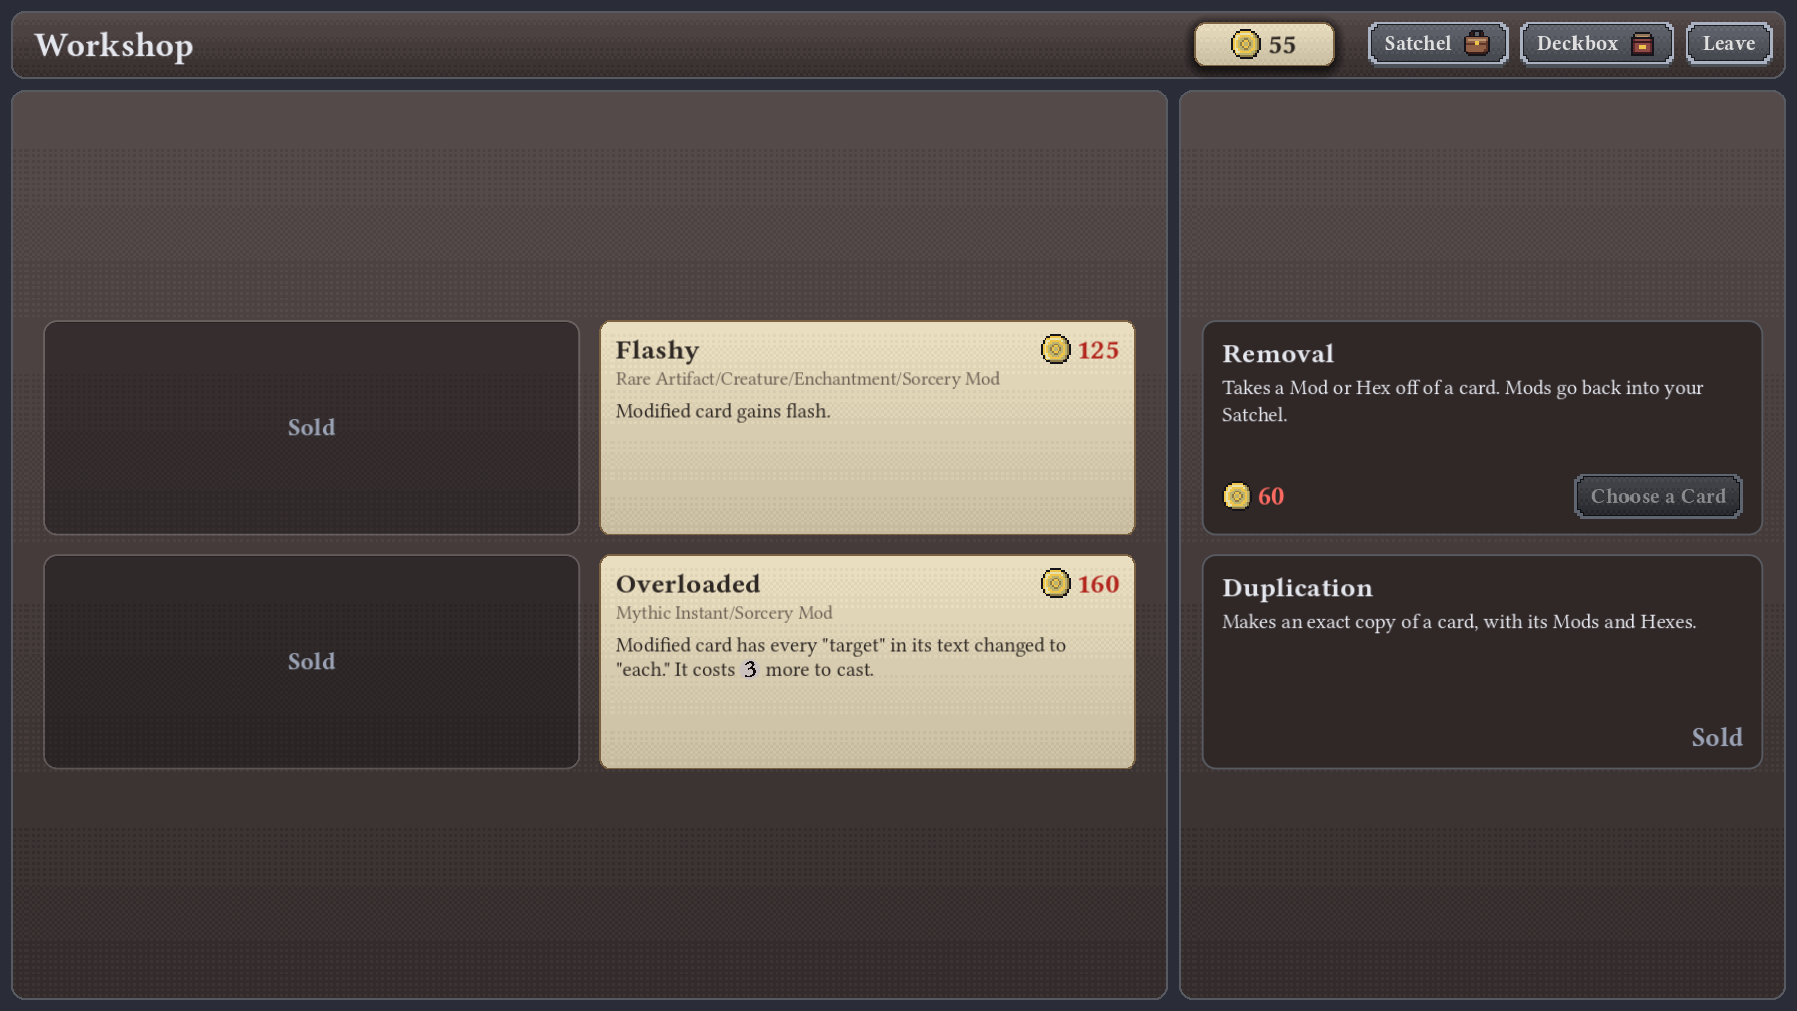 Workshop
55
Satchel
Deckbox
Leave
Sold
Flashy
125
Rare Artifact/Creature/Enchantment/Sorcery Mod
Modified card gains flash.
Sold
Overloaded
160
Mythic Instant/Sorcery Mod
Modified card has every "target" in its text changed to
"each." It costs 3 more to cast.
Removal
Takes a Mod or Hex off of a card. Mods go back into your
Satchel.
60
Choose a Card
Duplication
Makes an exact copy of a card, with its Mods and Hexes.
Sold